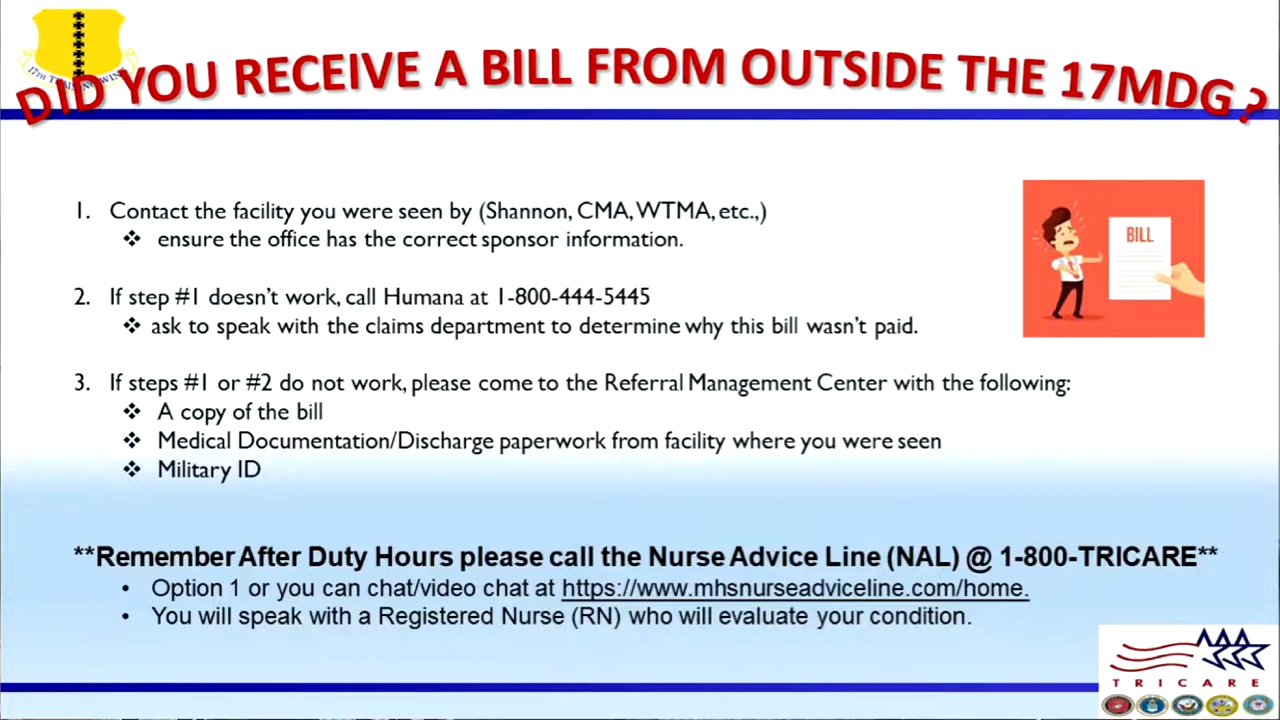 DID YOU RECEIVE A BILL FROM OUTSIDE THE 17MDG?
1. Contact the facility you were seen by (Shannon, CMA, WTMA, etc.,)
❖ ensure the office has the correct sponsor information.
BILL
2. If step #1 doesn't work, call Humana at 1-800-444-5445
❖ ask to speak with the claims department to determine why this bill wasn't paid.
3. If steps #1 or #2 do not work, please come to the Referral Management Center with the following:
❖ A copy of the bill
❖ Medical Documentation/Discharge paperwork from facility where you were seen
❖ Military ID
**Remember After Duty Hours please call the Nurse Advice Line (NAL) @ 1-800-TRICARE**
• Option 1 or you can chat/video chat at https://www.mhsnurseadviceline.com/home.
• You will speak with a Registered Nurse (RN) who will evaluate your condition.
TRICARE